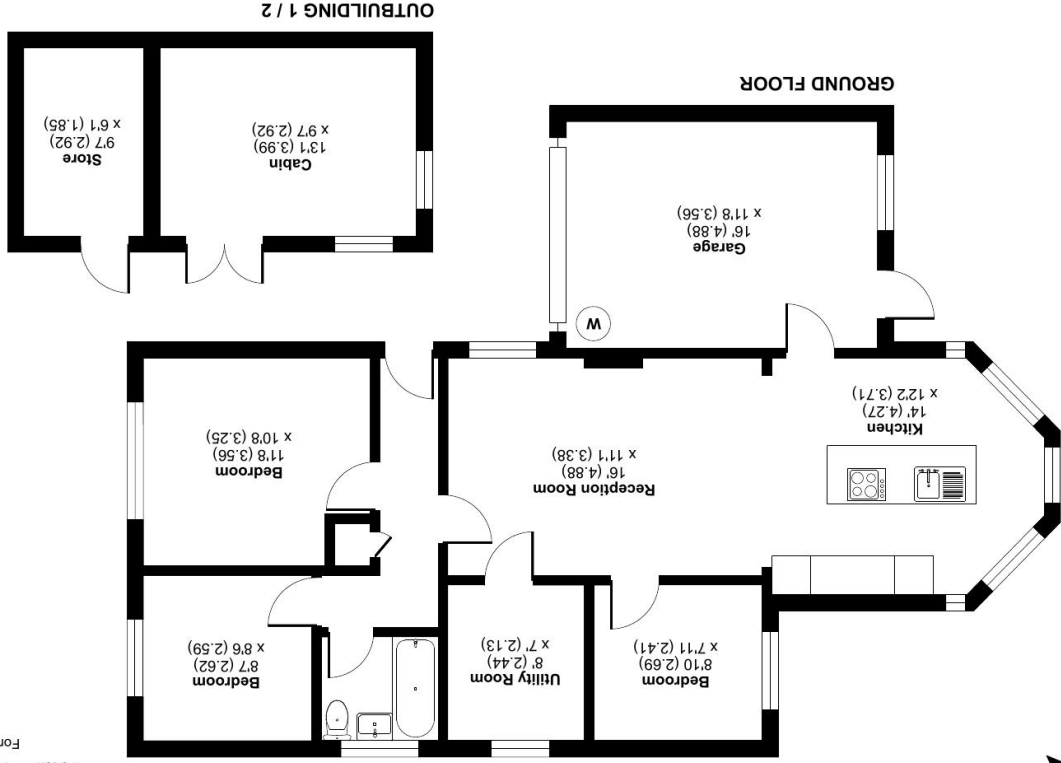 For
Bedroom
8'10 (2.69)
x 7'11 (2.41)
Utility Room
8' (2.44)
x 7' (2.13)
Bedroom
8'7 (2.62)
x 8'6 (2.59)
Kitchen
14' (4.27)
x 12'2 (3.71)
Reception Room
16' (4.88)
x 11'1 (3.38)
Bedroom
11'8 (3.56)
x 10'8 (3.25)
W
Garage
16' (4.88)
x 11'8 (3.56)
GROUND FLOOR
Cabin
13'1 (3.99)
x 9'7 (2.92)
Store
9'7 (2.92)
x 6'1 (1.85)
OUTBUILDING 1 / 2